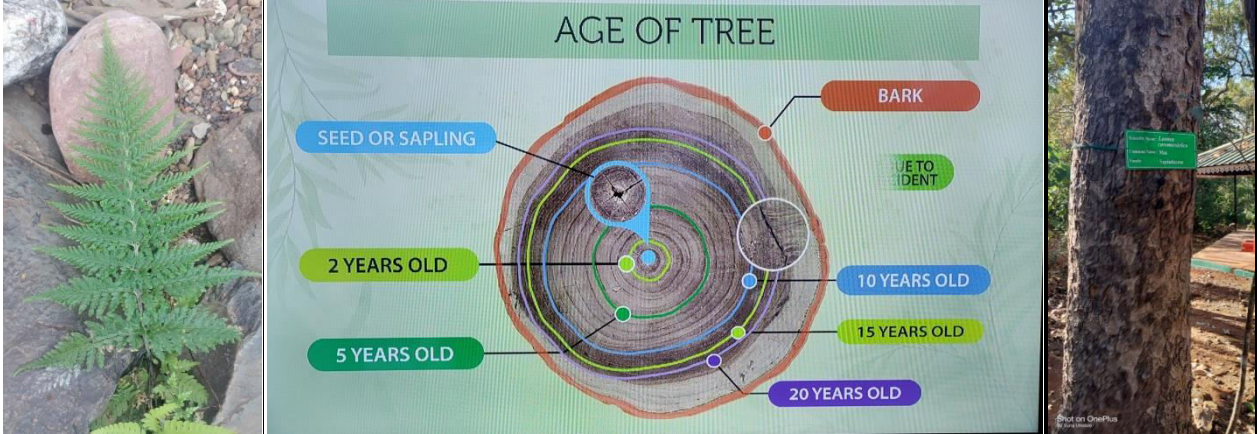 AGE OF TREE
BARK
SEED OR SAPLING
UE TO
CIDENT
2 YEARS OLD
10 YEARS OLD
15 YEARS OLD
5 YEARS OLD
20 YEARS OLD
Shot on OnePlus